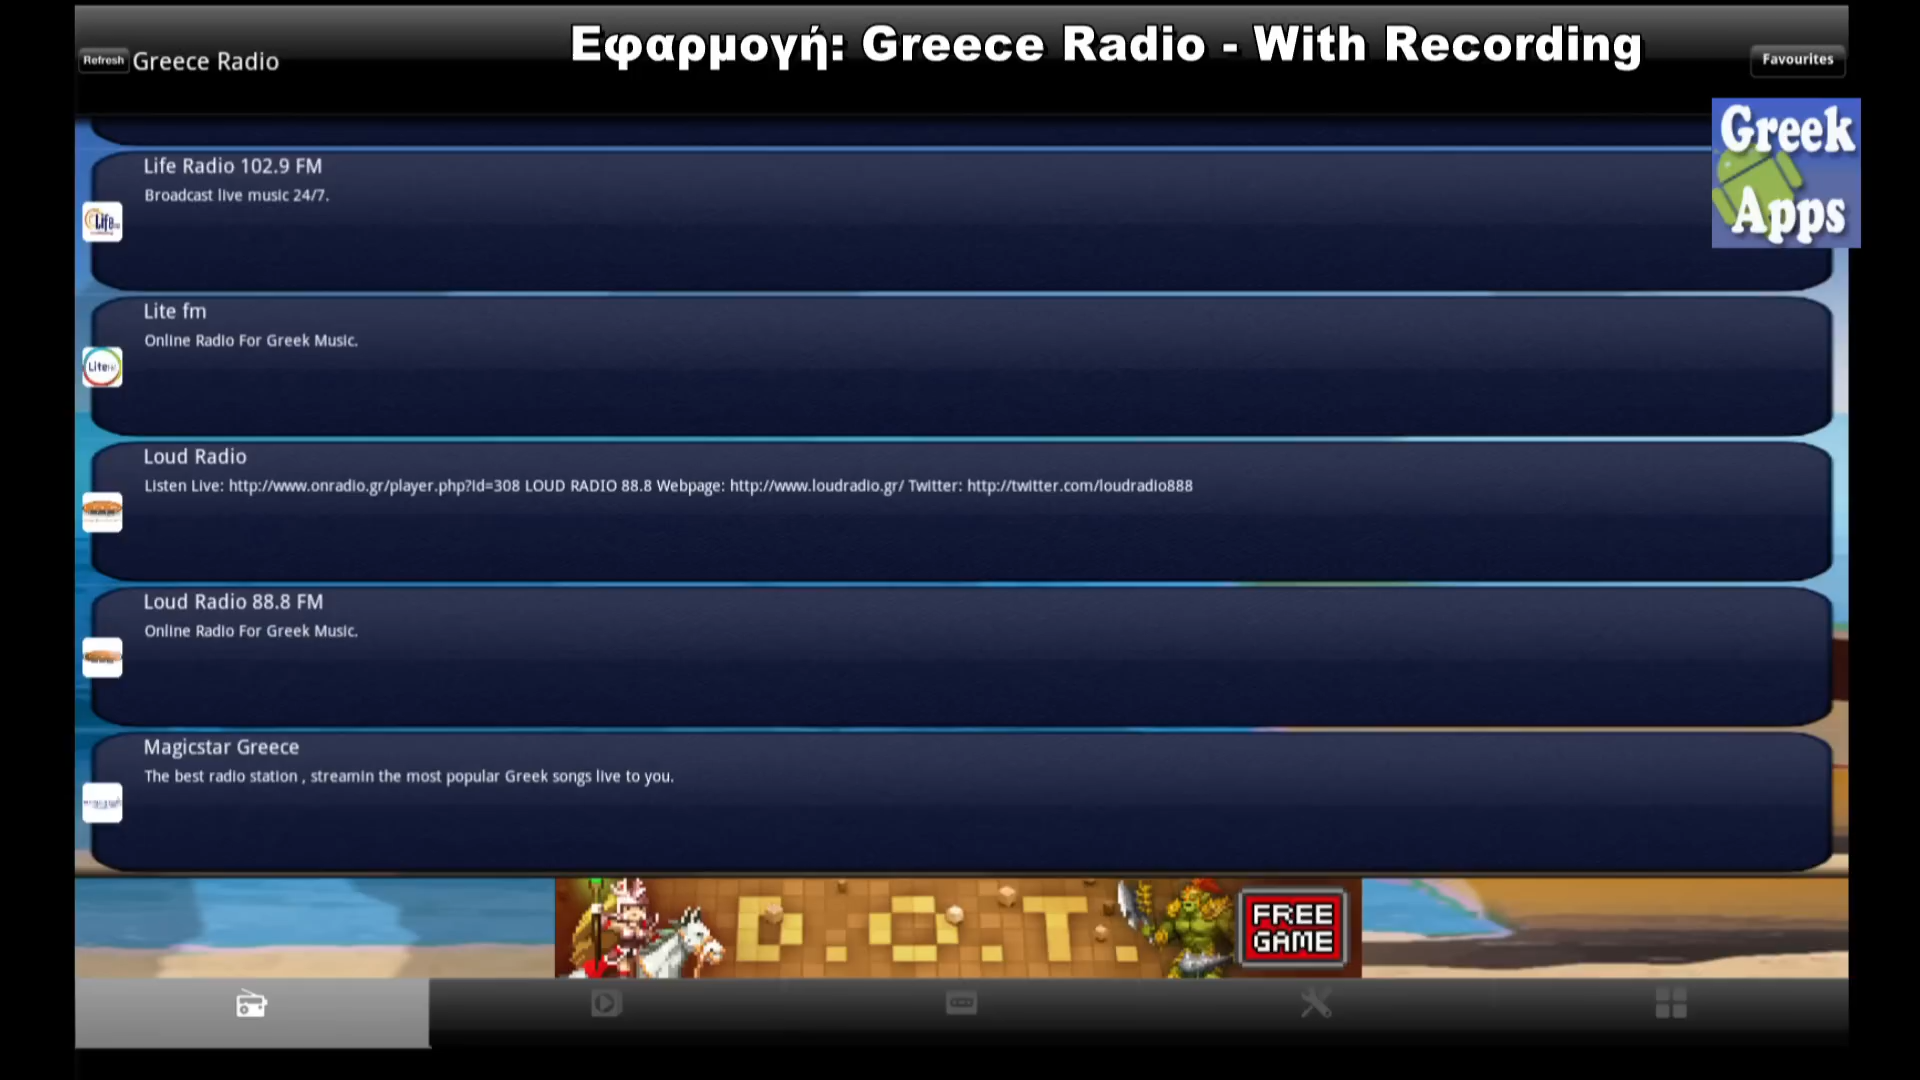 Εφαρμογή: Greece Radio - With Recording
Refresh
Greece Radio
Favourites
Greek
Apps
Life Radio 102.9 FM
Broadcast live music 24/7.
Life
Lite fm
Online Radio For Greek Music.
Lite
Loud Radio
Listen Live: http://www.onradio.gr/player.php?id=308 LOUD RADIO 88.8 Webpage: http://www.loudradio.gr/ Twitter: http://twitter.com/loudradio888
Loud Radio 88.8 FM
Online Radio For Greek Music.
Magicstar Greece
The best radio station , streamin the most popular Greek songs live to you.
D.O.T.
FREE
GAME